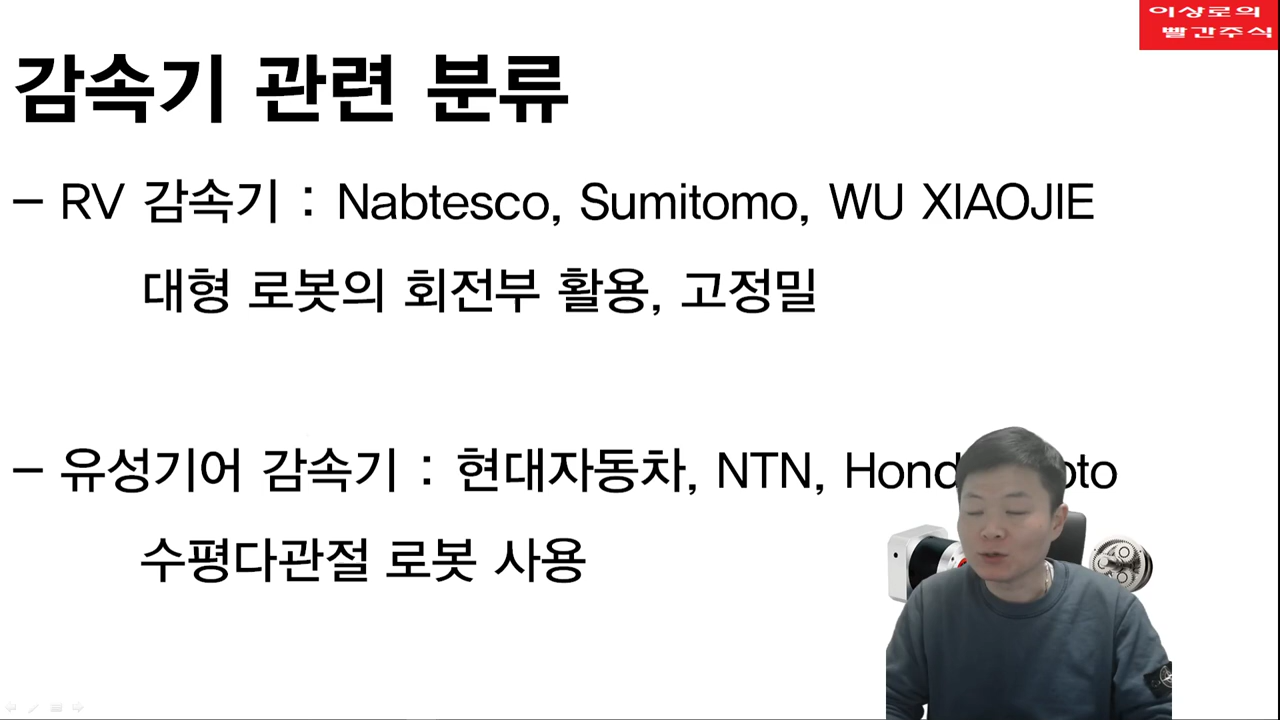 이상로의
빨간주식
감속기 관련 분류
– RV 감속기 : Nabtesco, Sumitomo, WU XIAOJIE
대형 로봇의 회전부 활용, 고정밀
– 유성기어 감속기 : 현대자동차, NTN,
수평다관절 로봇 사용